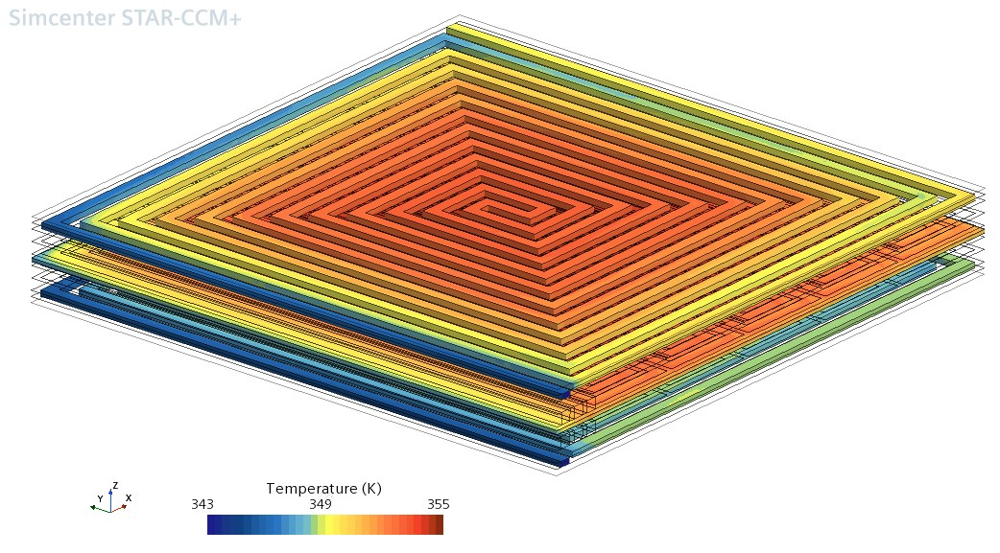 Simcenter STAR-CCM+
Z
Y X
Temperature (K)
343 349 355